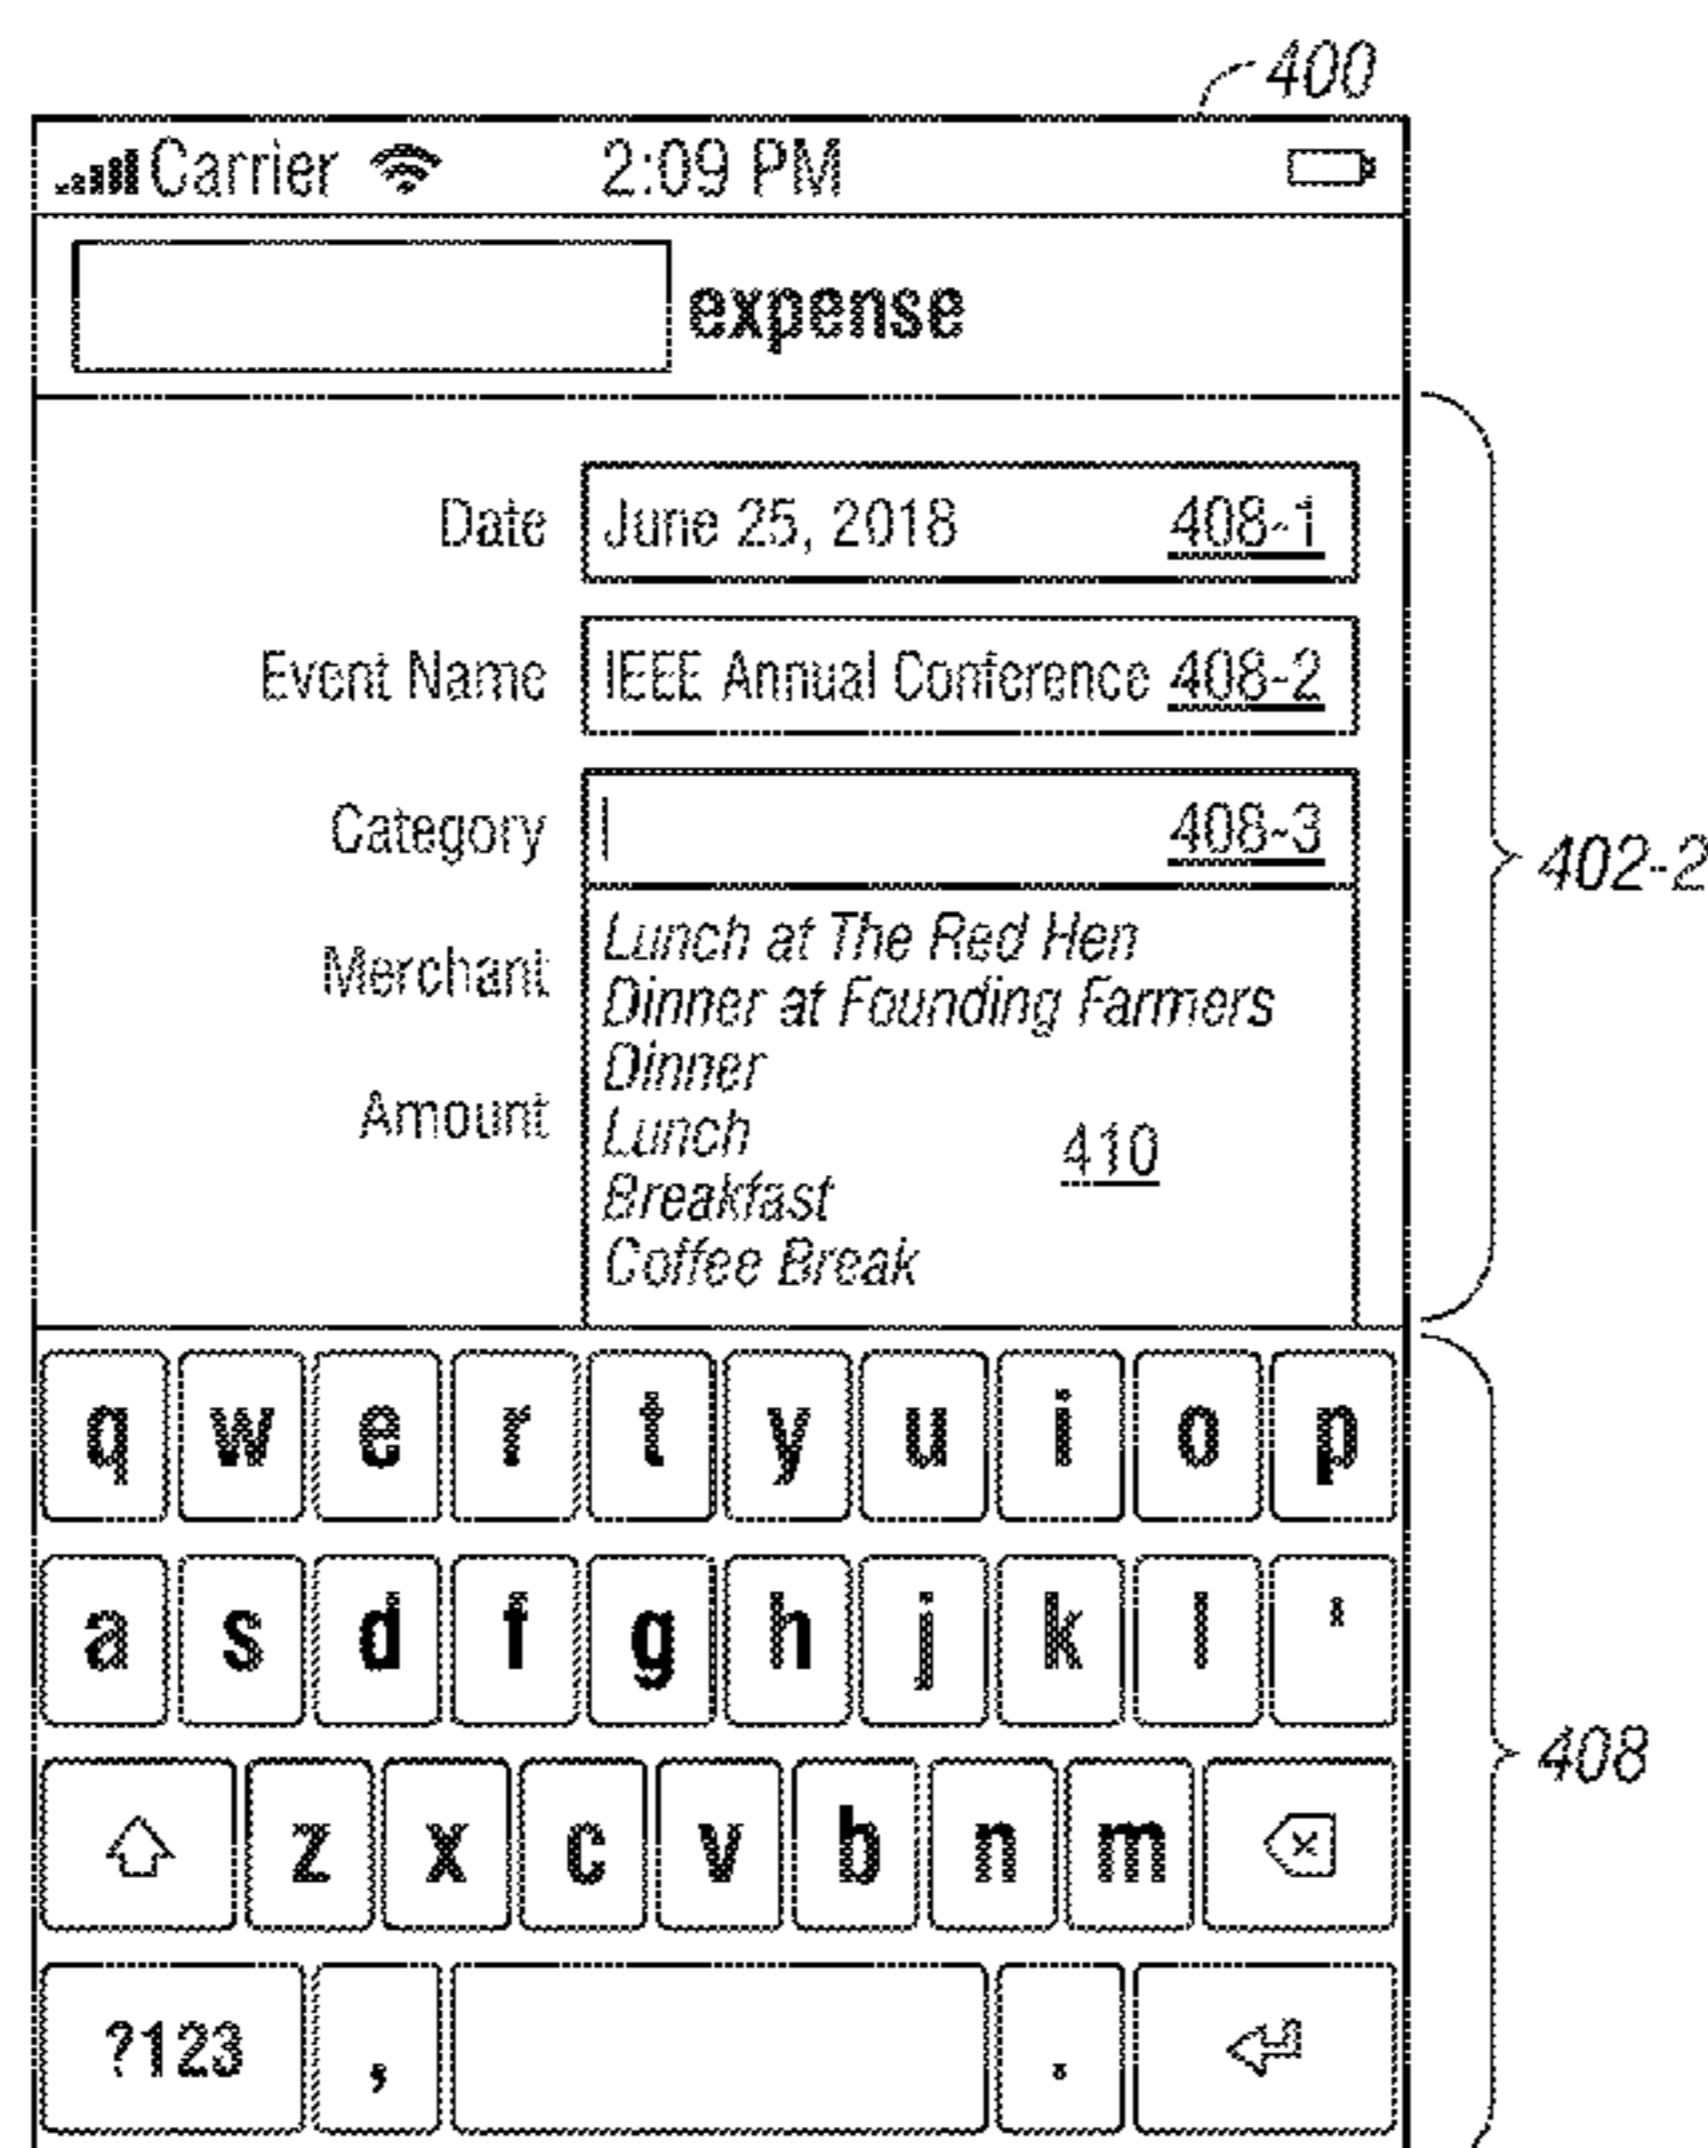 400
Carrier 2:09 PM
expense
Date June 25, 2018 408-1
Event Name IEEE Annual Conference 408-2
Category 408-3
402-2
Merchant
Amount
Lunch at The Red Hen
Dinner at Founding Farmers
Dinner
Lunch
Breakfast
Coffee Break
410
q w e r t y u i o p
a s d f g h j k l '
408
z x c v b n m
?123 , .